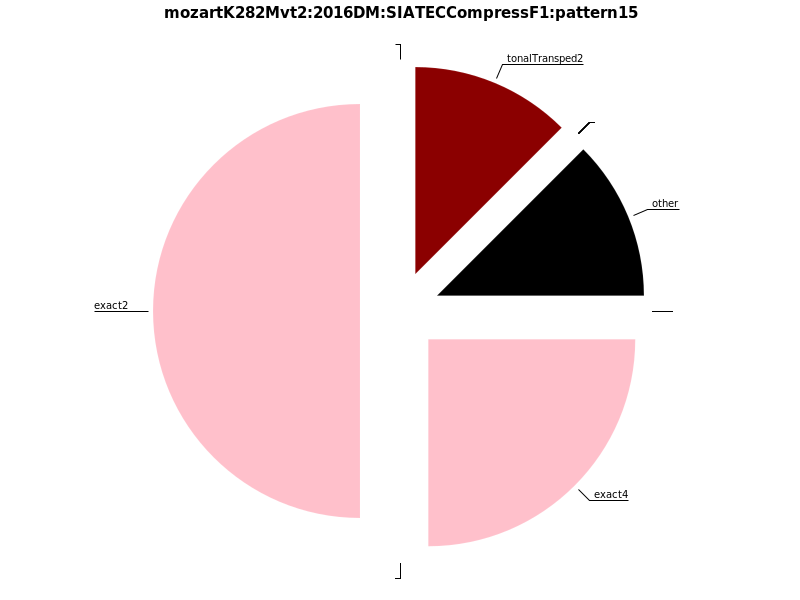 mozartK282Mvt2:2016DM:SIATECCompressF1:pattern15
tonalTransped2
other
exact2
exact4